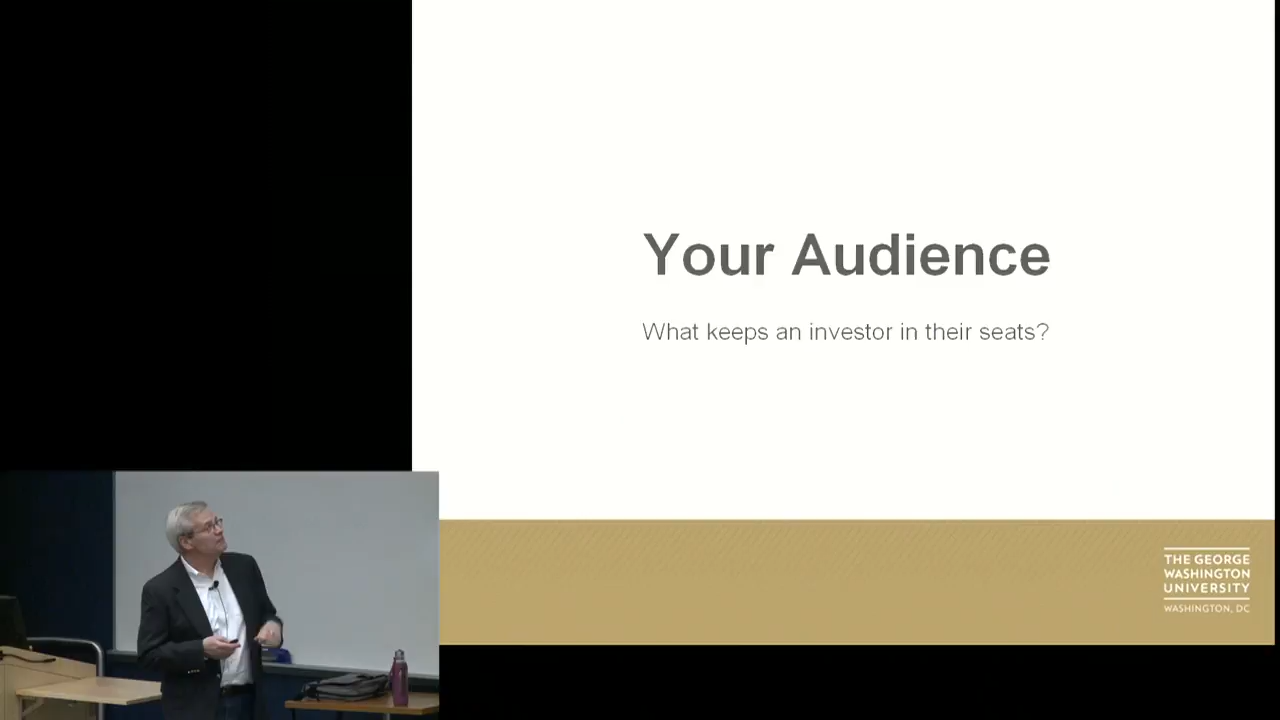 Your Audience
What keeps an investor in their seats?
THE GEORGE
WASHINGTON
UNIVERSITY
WASHINGTON, DC